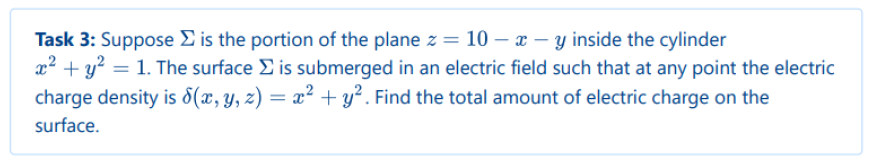 Task 3: Suppose Σ is the portion of the plane z = 10 − x − y inside the cylinder
x² + y² = 1. The surface Σ is submerged in an electric field such that at any point the electric
charge density is δ(x, y, z) = x² + y². Find the total amount of electric charge on the
surface.